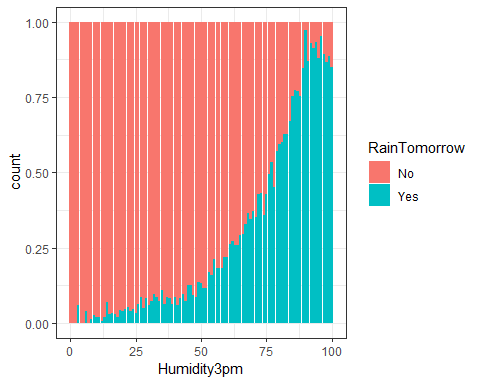 1.00
0.75
0.50
0.25
0.00
count
0 25 50 75 100
Humidity3pm
RainTomorrow
No
Yes